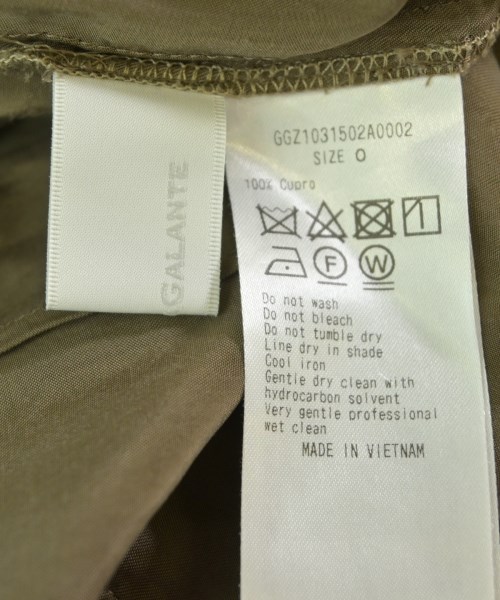 GALANTE
GGZ1031502A0002
SIZE 0
100% Cupro
F
W
Do not wash
Do not bleach
Do not tumble dry
Line dry in shade
Cool iron
Gentle dry clean with
hydrocarbon solvent
Very gentle professional
wet clean
MADE IN VIETNAM